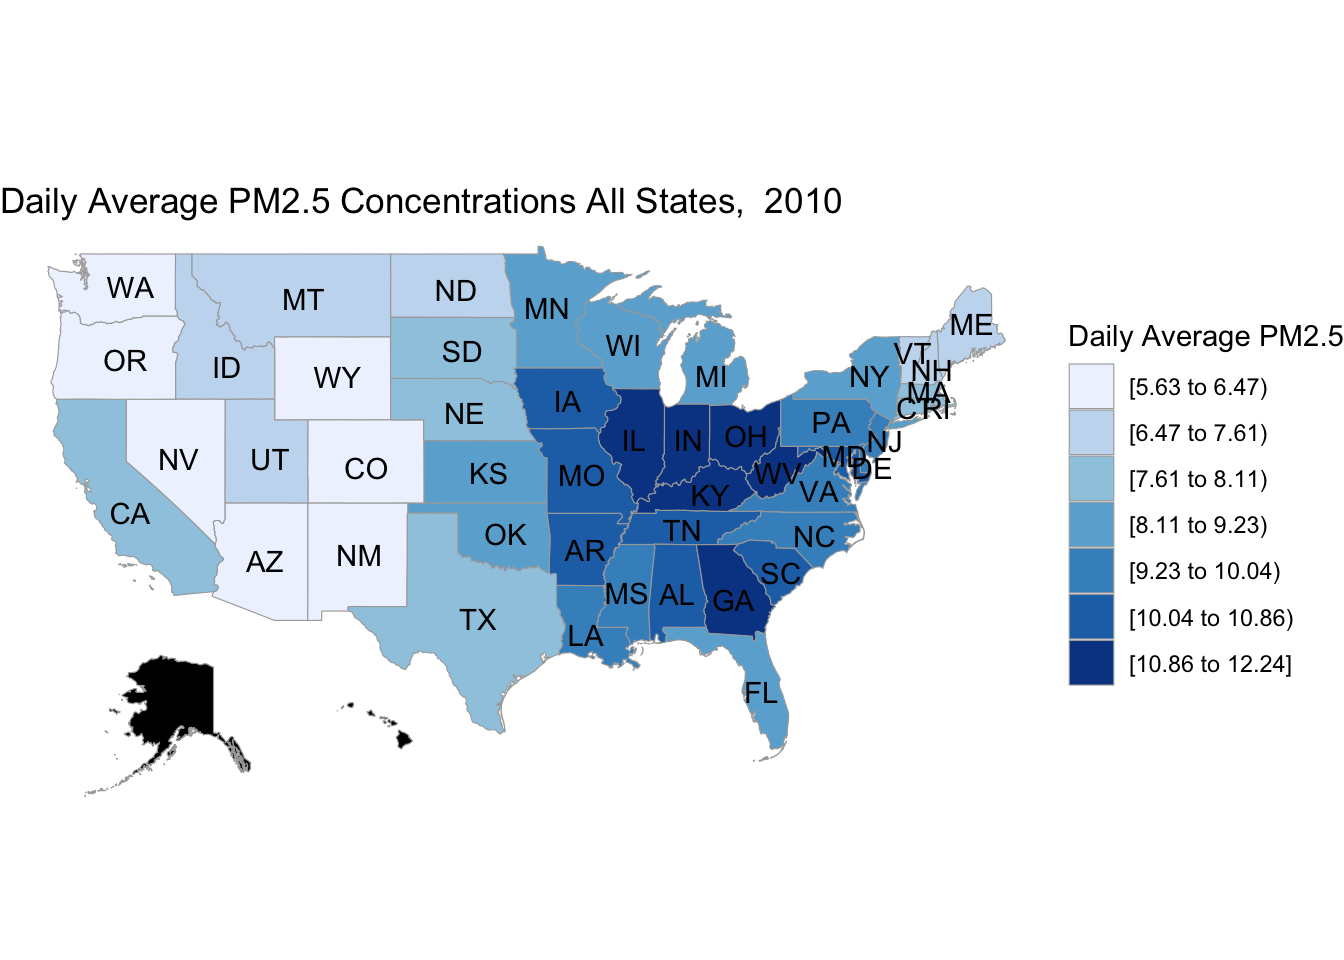 Daily Average PM2.5 Concentrations All States,  2010
WA
MT
ND
MN
ME
OR
ID
WY
SD
WI
MI
NY
VT
NH
MA
CT
RI
NE
IA
PA
NJ
NV
UT
CO
KS
MO
IL
IN
OH
WV
MD
DE
VA
KY
CA
AZ
NM
OK
AR
TN
NC
SC
TX
LA
MS
AL
GA
FL
Daily Average PM2.5
[5.63 to 6.47)
[6.47 to 7.61)
[7.61 to 8.11)
[8.11 to 9.23)
[9.23 to 10.04)
[10.04 to 10.86)
[10.86 to 12.24]